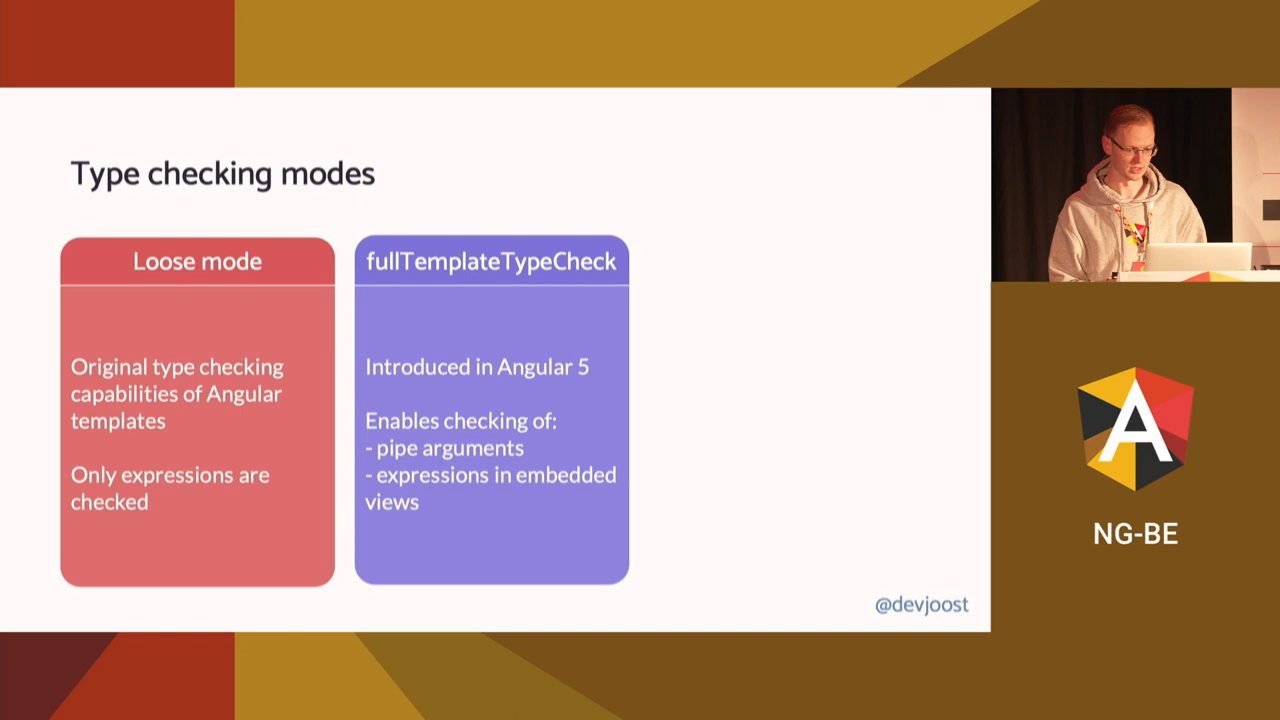 Type checking modes
Loose mode
Original type checking
capabilities of Angular
templates
Only expressions are
checked
fullTemplateTypeCheck
Introduced in Angular 5
Enables checking of:
- pipe arguments
- expressions in embedded
views
@devjoost
A
NG-BE